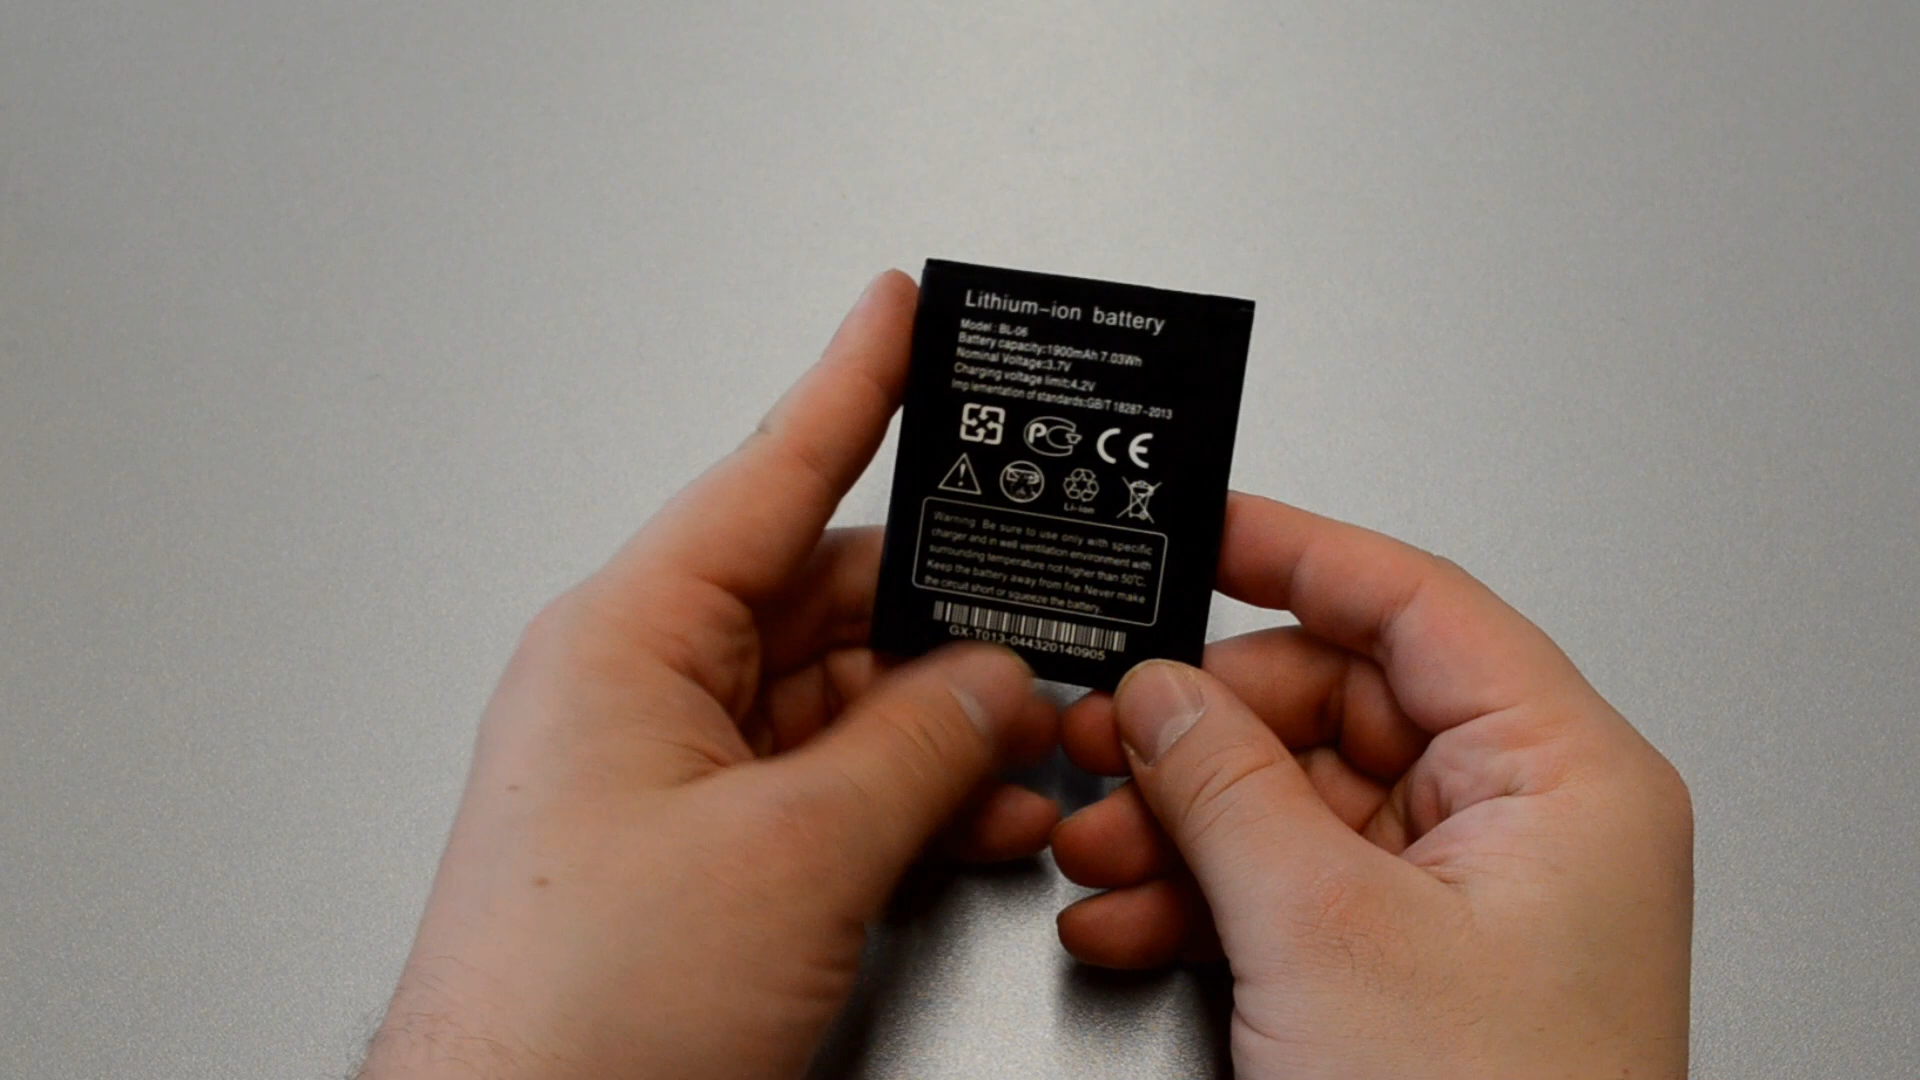 Lithium-ion battery
Model : BL-06
Battery capacity:1900mAh 7.03Wh
Nominal Voltage:3.7V
Charging voltage limit:4.2V
Imp lementation of standards:GB/T 18287-2013
PC
CE
Li-ion
Warning: Be sure to use only with specific
charger and in well ventilation environment with
surrounding temperature not higher than 50℃.
Keep the battery away from fire.Never make
the circuit short or squeeze the battery.
GX-T013-044320140905